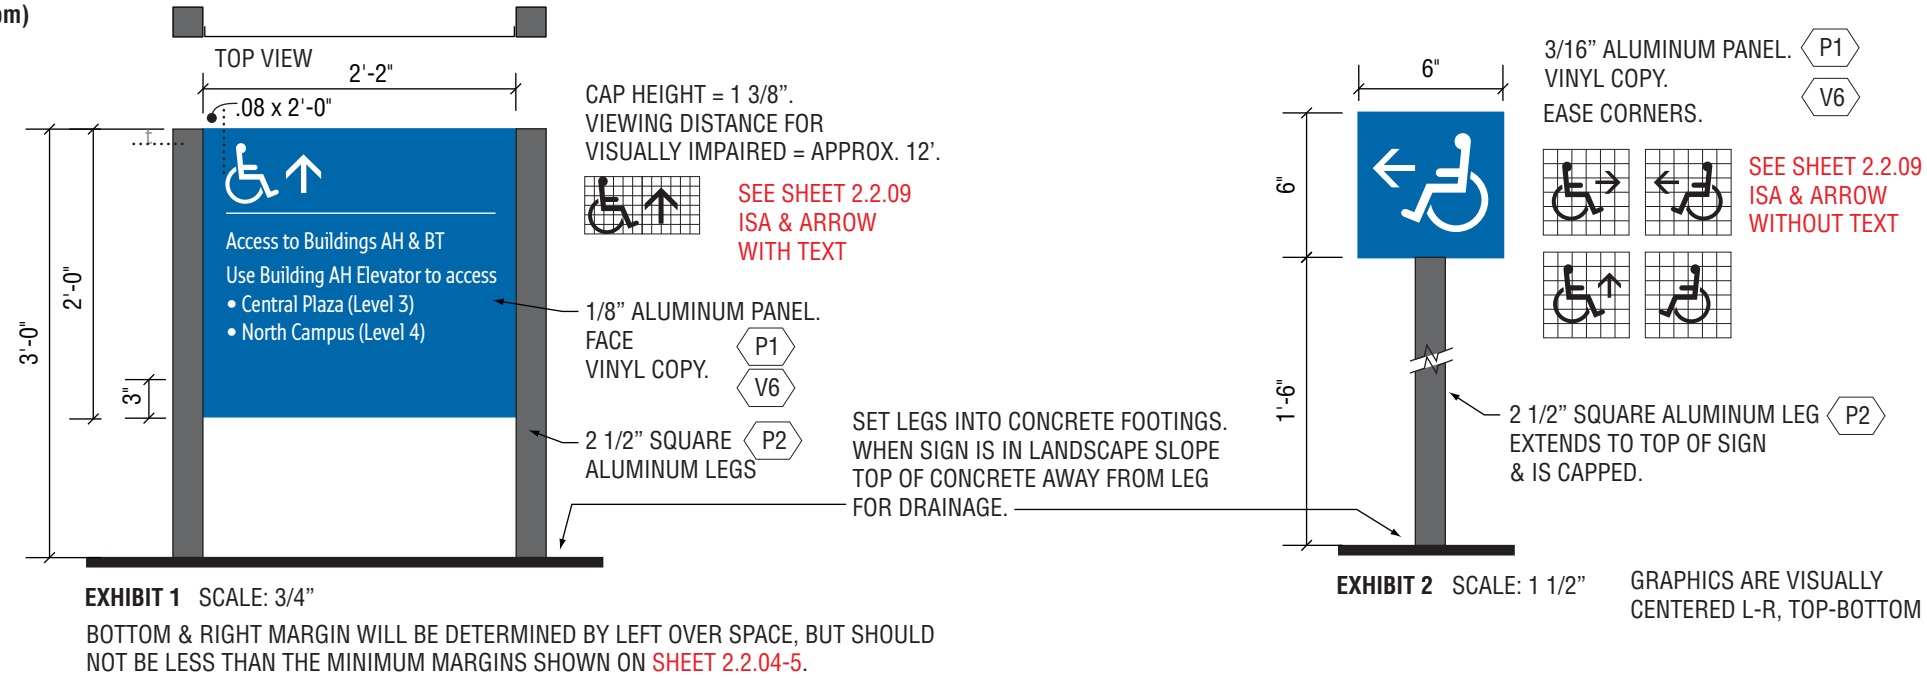 om)
TOP VIEW
2'-2"
.08 x 2'-0"
3'-0"
2'-0"
3"
Access to Buildings AH & BT
Use Building AH Elevator to access
• Central Plaza (Level 3)
• North Campus (Level 4)
CAP HEIGHT = 1 3/8”.
VIEWING DISTANCE FOR
VISUALLY IMPAIRED = APPROX. 12’.
SEE SHEET 2.2.09
ISA & ARROW
WITH TEXT
1/8” ALUMINUM PANEL.
FACE
VINYL COPY.
P1
V6
2 1/2” SQUARE
ALUMINUM LEGS
P2
SET LEGS INTO CONCRETE FOOTINGS.
WHEN SIGN IS IN LANDSCAPE SLOPE
TOP OF CONCRETE AWAY FROM LEG
FOR DRAINAGE.
EXHIBIT 1 SCALE: 3/4”
BOTTOM & RIGHT MARGIN WILL BE DETERMINED BY LEFT OVER SPACE, BUT SHOULD
NOT BE LESS THAN THE MINIMUM MARGINS SHOWN ON SHEET 2.2.04-5.
6"
6"
1'-6"
3/16” ALUMINUM PANEL.
VINYL COPY.
EASE CORNERS.
P1
V6
SEE SHEET 2.2.09
ISA & ARROW
WITHOUT TEXT
2 1/2” SQUARE ALUMINUM LEG
EXTENDS TO TOP OF SIGN
& IS CAPPED.
P2
EXHIBIT 2 SCALE: 1 1/2”
GRAPHICS ARE VISUALLY
CENTERED L-R, TOP-BOTTOM